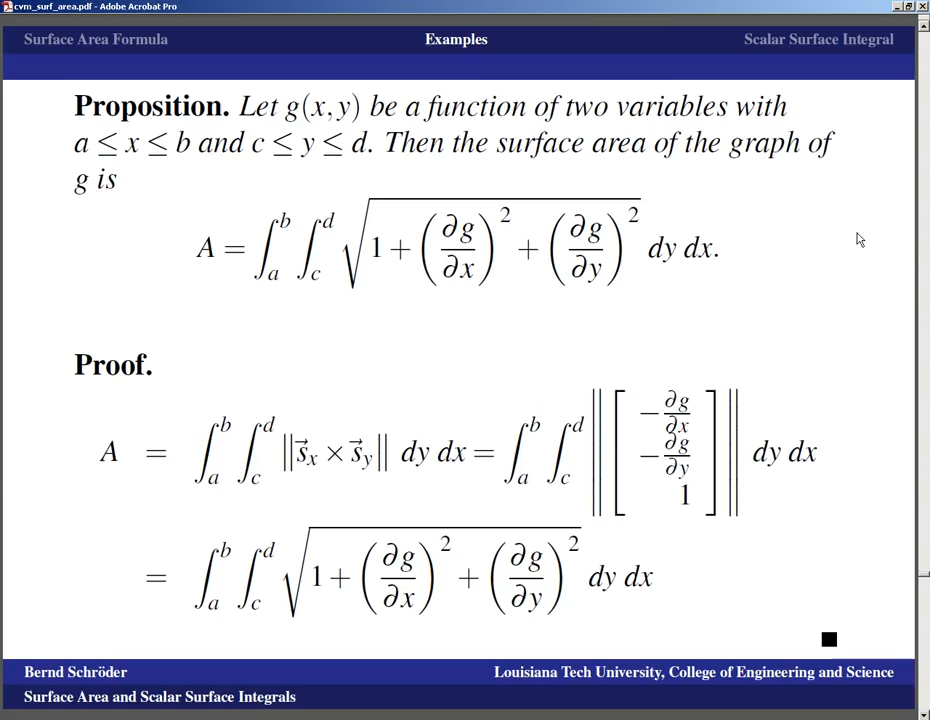 cvm_surf_area.pdf - Adobe Acrobat Pro
Surface Area Formula Examples Scalar Surface Integral
Proposition. Let g(x,y) be a function of two variables with
a ≤ x ≤ b and c ≤ y ≤ d. Then the surface area of the graph of
g is
A = ∫_a^b ∫_c^d √(1 + (∂g/∂x)^2 + (∂g/∂y)^2) dy dx.
Proof.
A = ∫_a^b ∫_c^d ‖s⃗_x × s⃗_y‖ dy dx = ∫_a^b ∫_c^d ‖[−∂g/∂x −∂g/∂y 1]‖ dy dx
= ∫_a^b ∫_c^d √(1 + (∂g/∂x)^2 + (∂g/∂y)^2) dy dx
Bernd Schröder Louisiana Tech University, College of Engineering and Science
Surface Area and Scalar Surface Integrals